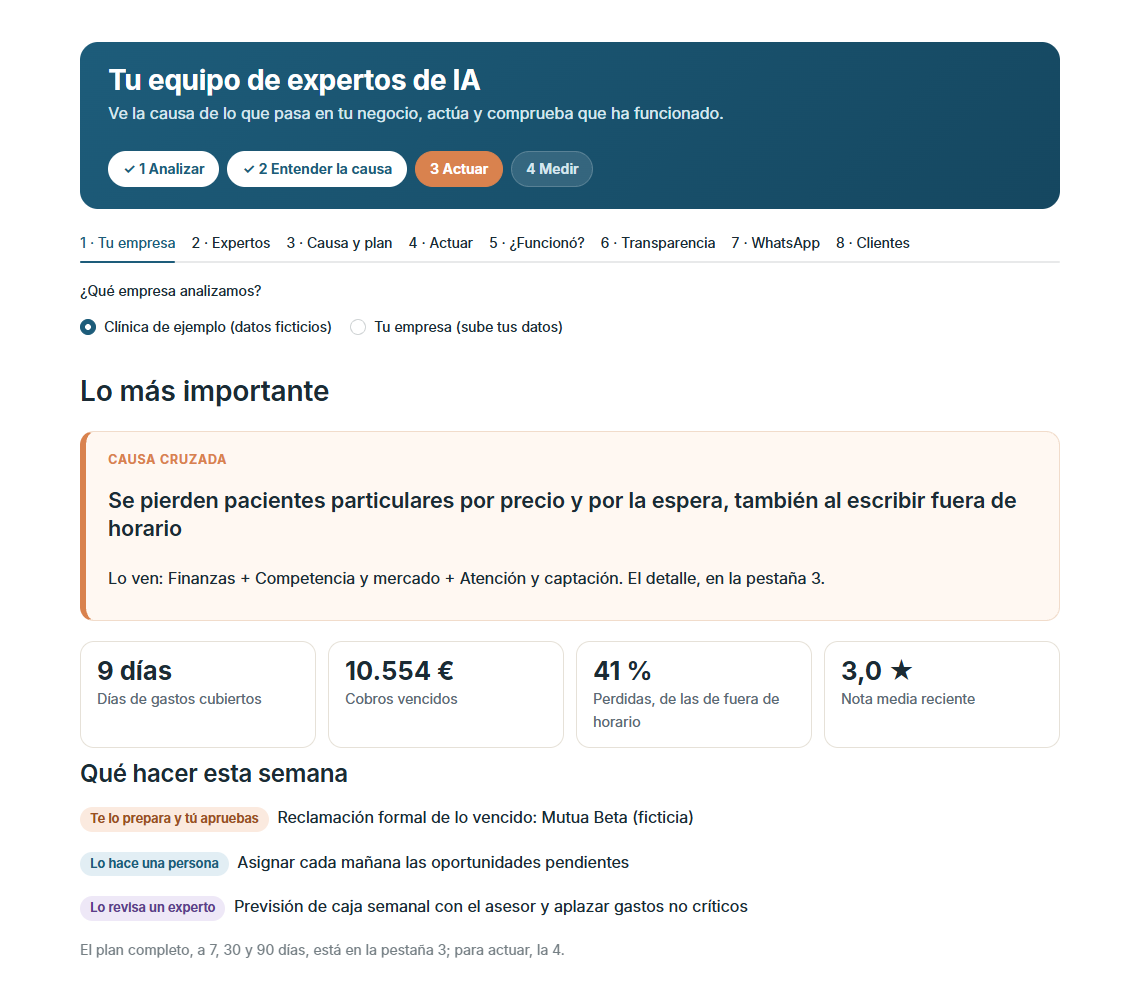 Tu equipo de expertos de IA
Ve la causa de lo que pasa en tu negocio, actúa y comprueba que ha funcionado.
✓ 1 Analizar ✓ 2 Entender la causa 3 Actuar 4 Medir
1 · Tu empresa 2 · Expertos 3 · Causa y plan 4 · Actuar 5 · ¿Funcionó? 6 · Transparencia 7 · WhatsApp 8 · Clientes
¿Qué empresa analizamos?
Clínica de ejemplo (datos ficticios) Tu empresa (sube tus datos)
Lo más importante
CAUSA CRUZADA
Se pierden pacientes particulares por precio y por la espera, también al escribir fuera de
horario
Lo ven: Finanzas + Competencia y mercado + Atención y captación. El detalle, en la pestaña 3.
9 días
Días de gastos cubiertos
10.554 €
Cobros vencidos
41 %
Perdidas, de las de fuera de
horario
3,0 ★
Nota media reciente
Qué hacer esta semana
Te lo prepara y tú apruebas Reclamación formal de lo vencido: Mutua Beta (ficticia)
Lo hace una persona Asignar cada mañana las oportunidades pendientes
Lo revisa un experto Previsión de caja semanal con el asesor y aplazar gastos no críticos
El plan completo, a 7, 30 y 90 días, está en la pestaña 3; para actuar, la 4.